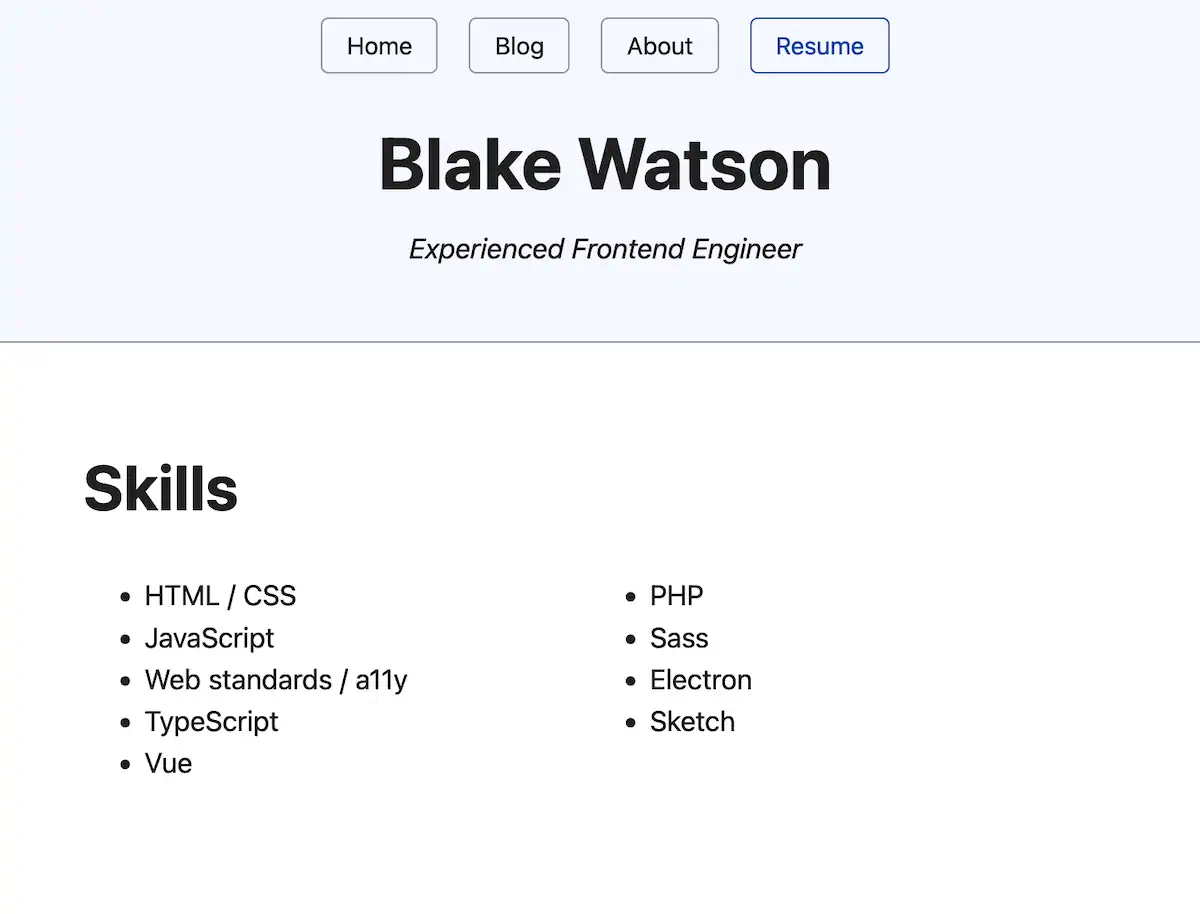 Home Blog About Resume
Blake Watson
Experienced Frontend Engineer
Skills
HTML / CSS
JavaScript
Web standards / a11y
TypeScript
Vue
PHP
Sass
Electron
Sketch